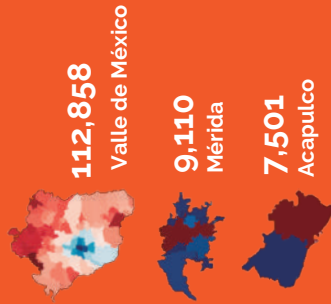 112,858
Valle de México
9,110
Mérida
7,501
Acapulco